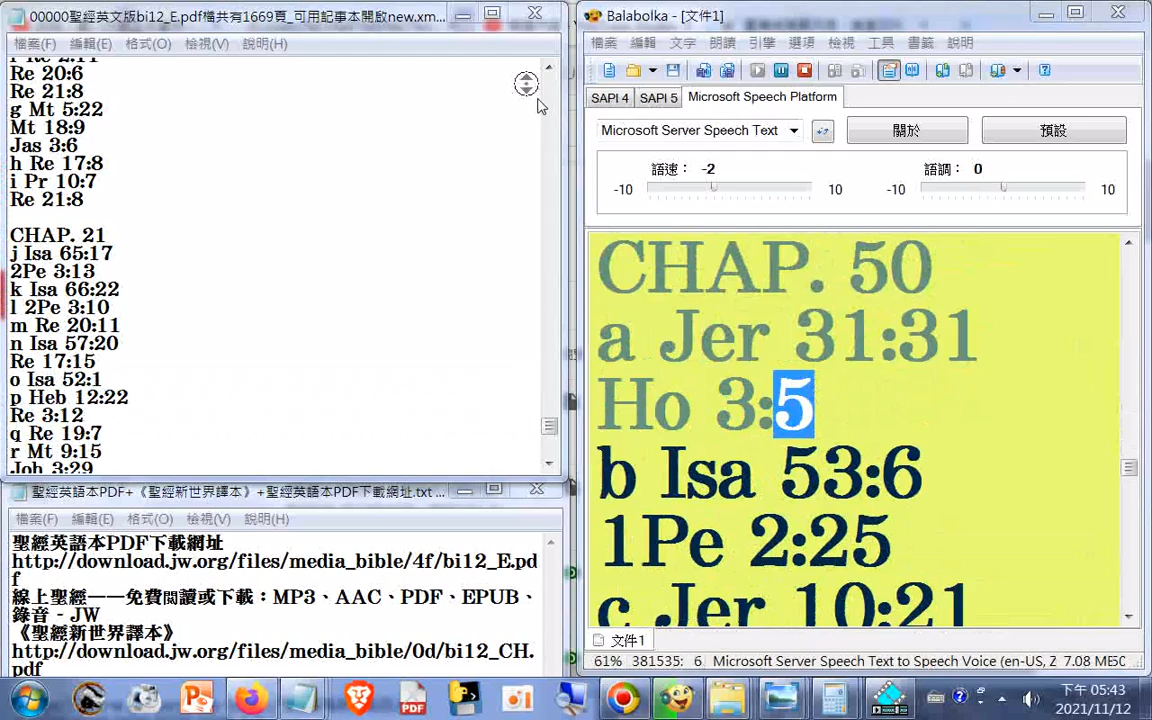 00000聖經英文版bi12_E.pdf檔共有1669頁_可用記事本開啟new.xm...
檔案(F) 編輯(E) 格式(O) 檢視(V) 說明(H)
Re 20:6
Re 21:8
g Mt 5:22
Mt 18:9
Jas 3:6
h Re 17:8
i Pr 10:7
Re 21:8
CHAP. 21
j Isa 65:17
2Pe 3:13
k Isa 66:22
l 2Pe 3:10
m Re 20:11
n Isa 57:20
Re 17:15
o Isa 52:1
p Heb 12:22
Re 3:12
q Re 19:7
r Mt 9:15
Joh 3:29
聖經英語本PDF+《聖經新世界譯本》+聖經英語本PDF下載網址.txt ...
檔案(F) 編輯(E) 格式(O) 檢視(V) 說明(H)
聖經英語本PDF下載網址
http://download.jw.org/files/media_bible/4f/bi12_E.pd
f
線上聖經——免費閱讀或下載：MP3、AAC、PDF、EPUB、
錄音 - JW
《聖經新世界譯本》
http://download.jw.org/files/media_bible/0d/bi12_CH.
pdf
Balabolka - [文件1]
檔案 編輯 文字 朗讀 引擎 選項 檢視 工具 書籤 說明
SAPI 4 SAPI 5 Microsoft Speech Platform
Microsoft Server Speech Text 關於 預設
語速： -2 語調： 0
-10 10 -10 10
CHAP. 50
a Jer 31:31
Ho 3:5
b Isa 53:6
1Pe 2:25
c Jer 10:21
文件1
61% 381535: 6 Microsoft Server Speech Text to Speech Voice (en-US, Z 7.08 ME
下午 05:43
2021/11/12